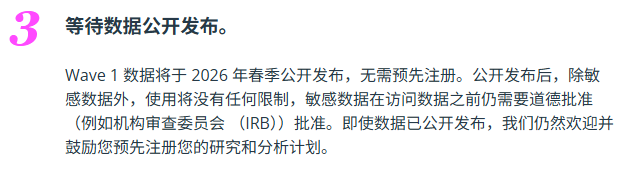 3 等待数据公开发布。
Wave 1 数据将于 2026 年春季公开发布，无需预先注册。公开发布后，除敏
感数据外，使用将没有任何限制，敏感数据在访问数据之前仍需要道德批准
（例如机构审查委员会 （IRB））批准。即使数据已公开发布，我们仍然欢迎并
鼓励您预先注册您的研究和分析计划。